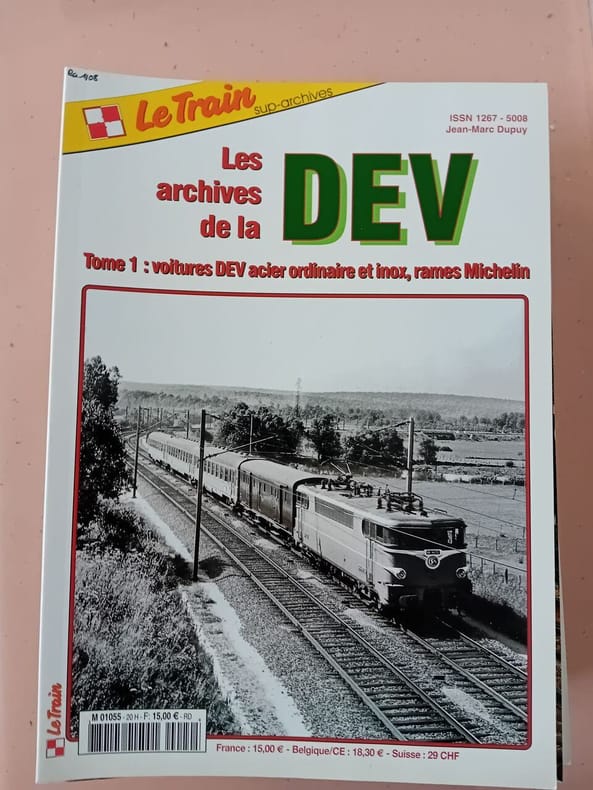 Le Train
sup-archives
ISSN 1267 - 5008
Jean-Marc Dupuy
Les
archives
de la
DEV
Tome 1 : voitures DEV acier ordinaire et inox, rames Michelin
Le Train
M 01055 - 20 H - F: 15,00 € - RD
France : 15,00 € - Belgique/CE : 18,30 € - Suisse : 29 CHF